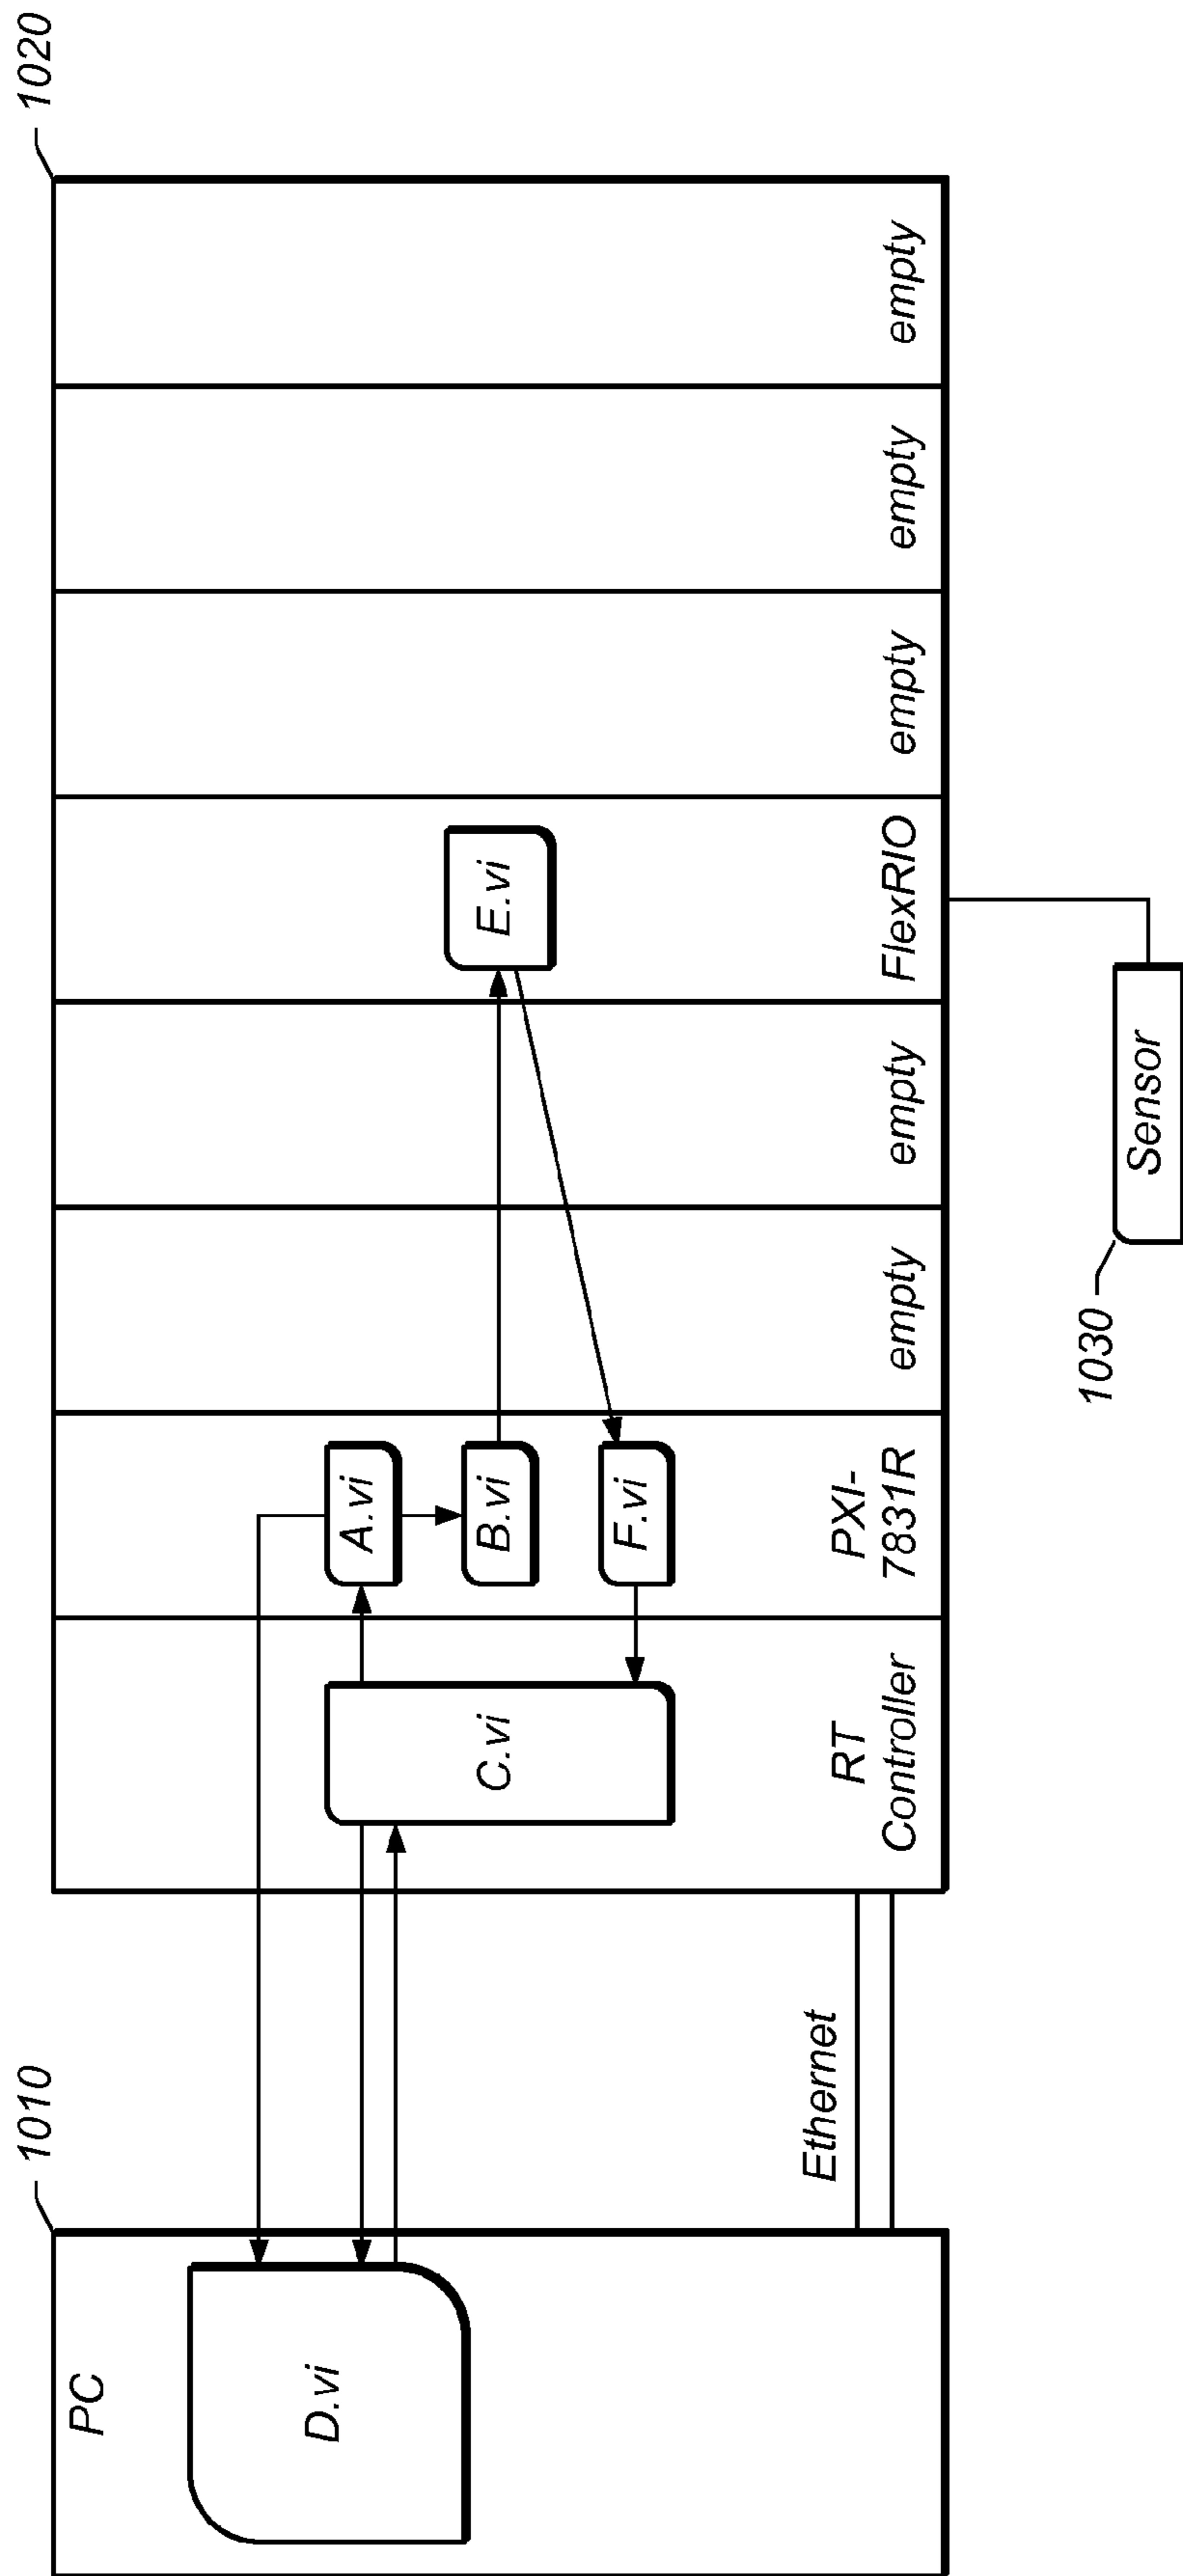 1010
1020
PC
D.vi
Ethernet
C.vi
RT
Controller
A.vi
B.vi
F.vi
PXI-
7831R
empty
empty
E.vi
FlexRIO
empty
empty
empty
1030
Sensor